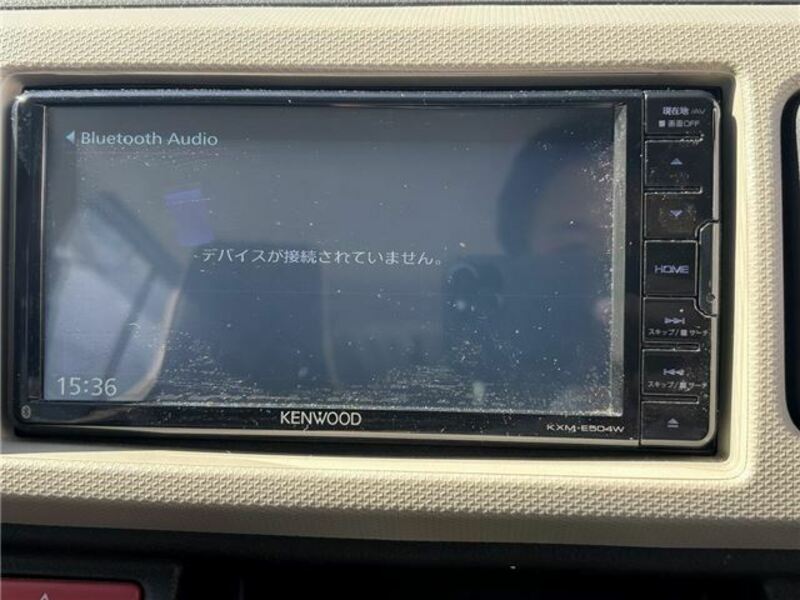 Bluetooth Audio
デバイスが接続されていません。
15:36
KENWOOD
KXM-E504W
現在地/AV
画面OFF
HOME
スキップ/サーチ
スキップ/サーチ